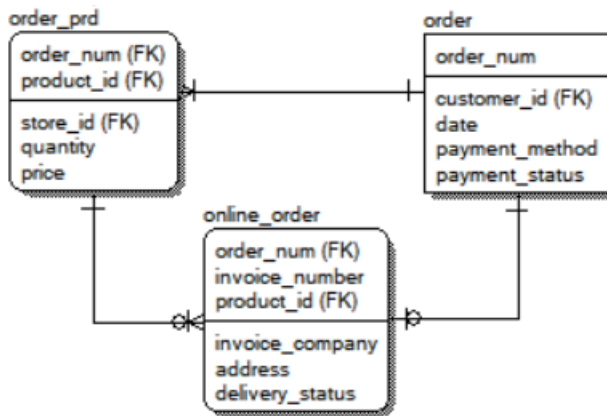 order_prd
order_num (FK)
product_id (FK)
store_id (FK)
quantity
price
order
order_num
customer_id (FK)
date
payment_method
payment_status
online_order
order_num (FK)
invoice_number
product_id (FK)
invoice_company
address
delivery_status